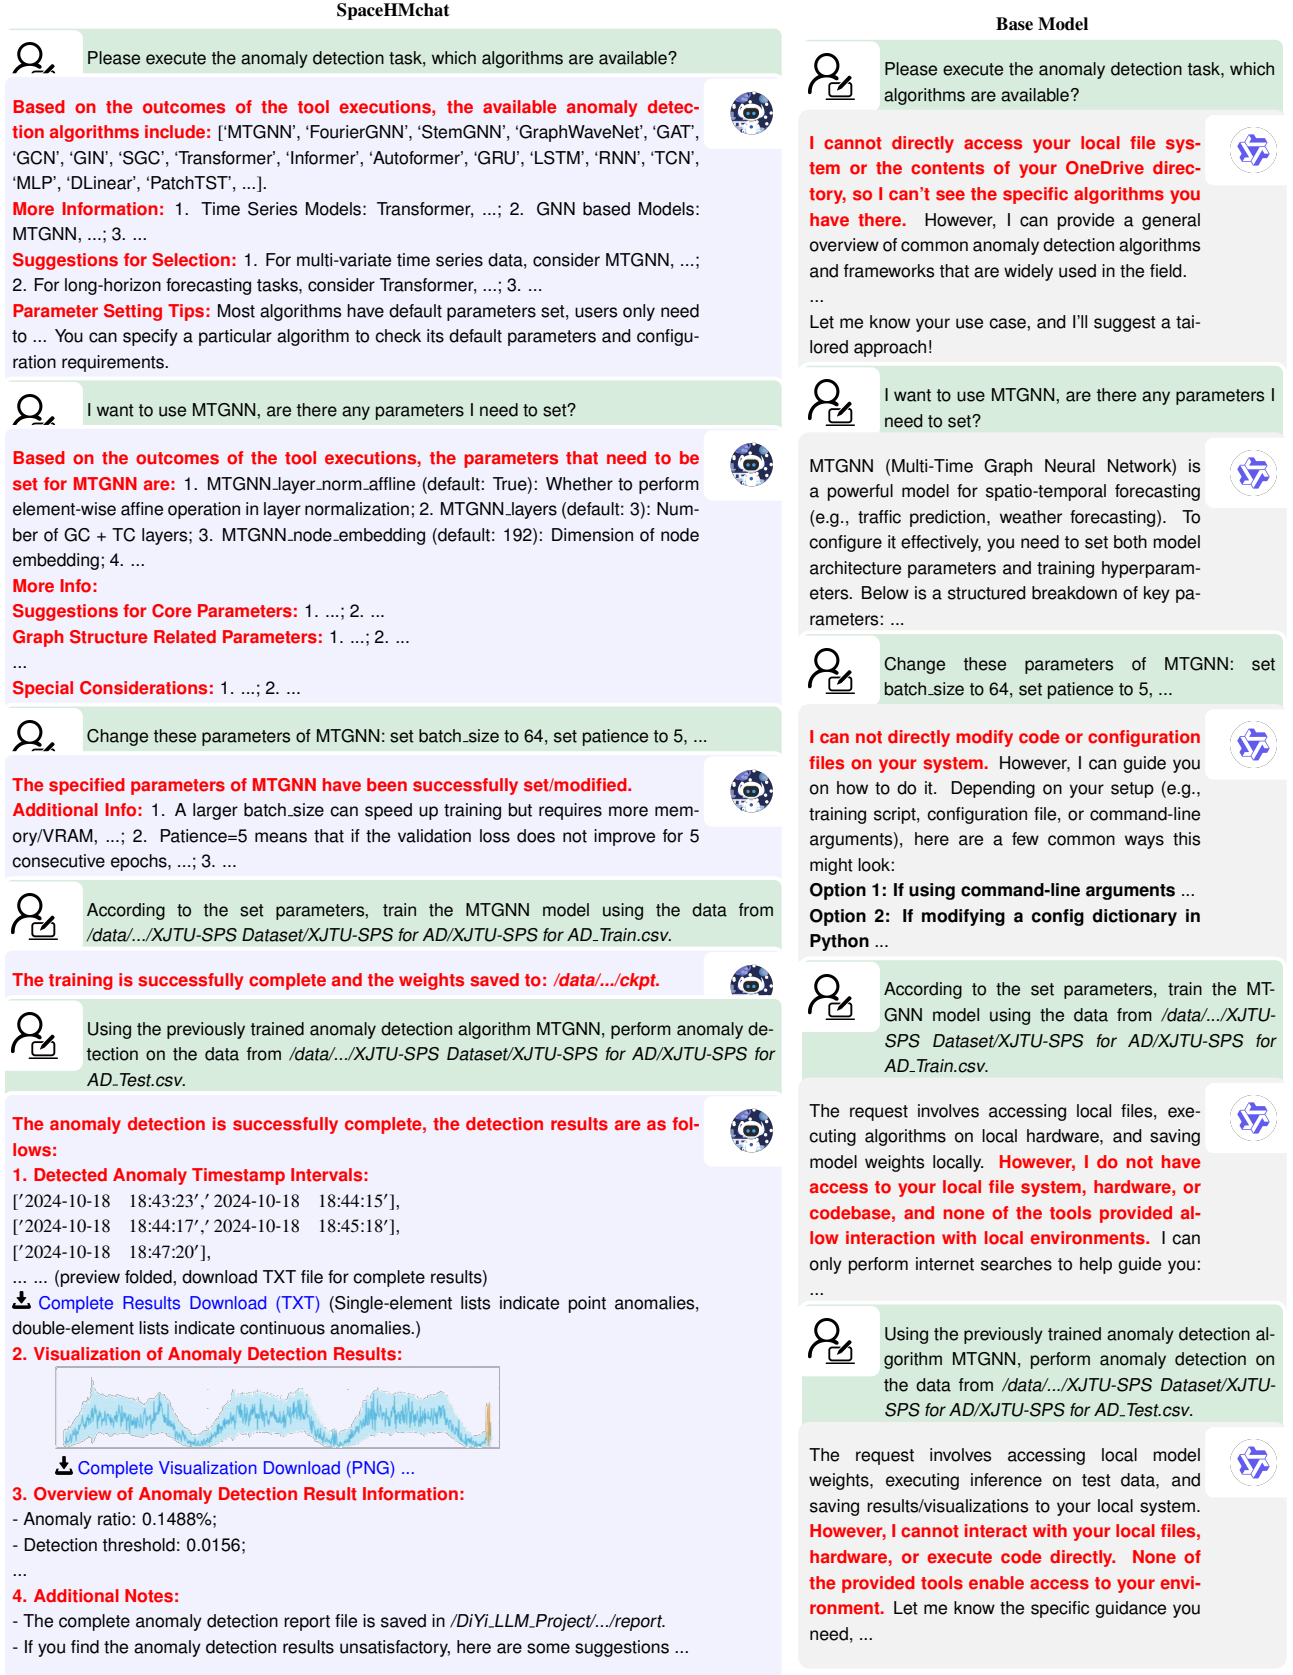 SpaceHMchat
Please execute the anomaly detection task, which algorithms are available?
Based on the outcomes of the tool executions, the available anomaly detec-
tion algorithms include: ['MTGNN', 'FourierGNN', 'StemGNN', 'GraphWaveNet', 'GAT',
'GCN', 'GIN', 'SGC', 'Transformer', 'Informer', 'Autoformer', 'GRU', 'LSTM', 'RNN', 'TCN',
'MLP', 'DLinear', 'PatchTST', ...].
More Information: 1. Time Series Models: Transformer, ...; 2. GNN based Models:
MTGNN, ...; 3. ...
Suggestions for Selection: 1. For multi-variate time series data, consider MTGNN, ...;
2. For long-horizon forecasting tasks, consider Transformer, ...; 3. ...
Parameter Setting Tips: Most algorithms have default parameters set, users only need
to ... You can specify a particular algorithm to check its default parameters and configu-
ration requirements.
I want to use MTGNN, are there any parameters I need to set?
Based on the outcomes of the tool executions, the parameters that need to be
set for MTGNN are: 1. MTGNN_layer_norm_affline (default: True): Whether to perform
element-wise affine operation in layer normalization; 2. MTGNN_layers (default: 3): Num-
ber of GC + TC layers; 3. MTGNN_node_embedding (default: 192): Dimension of node
embedding; 4. ...
More Info:
Suggestions for Core Parameters: 1. ...; 2. ...
Graph Structure Related Parameters: 1. ...; 2. ...
...
Special Considerations: 1. ...; 2. ...
Change these parameters of MTGNN: set batch_size to 64, set patience to 5, ...
The specified parameters of MTGNN have been successfully set/modified.
Additional Info: 1. A larger batch_size can speed up training but requires more mem-
ory/VRAM, ...; 2. Patience=5 means that if the validation loss does not improve for 5
consecutive epochs, ...; 3. ...
According to the set parameters, train the MTGNN model using the data from
/data/.../XJTU-SPS Dataset/XJTU-SPS for AD/XJTU-SPS for AD_Train.csv.
The training is successfully complete and the weights saved to: /data/.../ckpt.
Using the previously trained anomaly detection algorithm MTGNN, perform anomaly de-
tection on the data from /data/.../XJTU-SPS Dataset/XJTU-SPS for AD/XJTU-SPS for
AD_Test.csv.
The anomaly detection is successfully complete, the detection results are as fol-
lows:
1. Detected Anomaly Timestamp Intervals:
['2024-10-18 18:43:23','2024-10-18 18:44:15'],
['2024-10-18 18:44:17','2024-10-18 18:45:18'],
['2024-10-18 18:47:20'],
... ... (preview folded, download TXT file for complete results)
Complete Results Download (TXT) (Single-element lists indicate point anomalies,
double-element lists indicate continuous anomalies.)
2. Visualization of Anomaly Detection Results:
Complete Visualization Download (PNG) ...
3. Overview of Anomaly Detection Result Information:
- Anomaly ratio: 0.1488%;
- Detection threshold: 0.0156;
...
4. Additional Notes:
- The complete anomaly detection report file is saved in /DiYi_LLM_Project/.../report.
- If you find the anomaly detection results unsatisfactory, here are some suggestions ...
Base Model
Please execute the anomaly detection task, which
algorithms are available?
I cannot directly access your local file sys-
tem or the contents of your OneDrive direc-
tory, so I can't see the specific algorithms you
have there. However, I can provide a general
overview of common anomaly detection algorithms
and frameworks that are widely used in the field.
...
Let me know your use case, and I'll suggest a tai-
lored approach!
I want to use MTGNN, are there any parameters I
need to set?
MTGNN (Multi-Time Graph Neural Network) is
a powerful model for spatio-temporal forecasting
(e.g., traffic prediction, weather forecasting). To
configure it effectively, you need to set both model
architecture parameters and training hyperparam-
eters. Below is a structured breakdown of key pa-
rameters: ...
Change these parameters of MTGNN: set
batch_size to 64, set patience to 5, ...
I can not directly modify code or configuration
files on your system. However, I can guide you
on how to do it. Depending on your setup (e.g.,
training script, configuration file, or command-line
arguments), here are a few common ways this
might look:
Option 1: If using command-line arguments ...
Option 2: If modifying a config dictionary in
Python ...
According to the set parameters, train the MT-
GNN model using the data from /data/.../XJTU-
SPS Dataset/XJTU-SPS for AD/XJTU-SPS for
AD_Train.csv.
The request involves accessing local files, exe-
cuting algorithms on local hardware, and saving
model weights locally. However, I do not have
access to your local file system, hardware, or
codebase, and none of the tools provided al-
low interaction with local environments. I can
only perform internet searches to help guide you:
...
Using the previously trained anomaly detection al-
gorithm MTGNN, perform anomaly detection on
the data from /data/.../XJTU-SPS Dataset/XJTU-
SPS for AD/XJTU-SPS for AD_Test.csv.
The request involves accessing local model
weights, executing inference on test data, and
saving results/visualizations to your local system.
However, I cannot interact with your local files,
hardware, or execute code directly. None of
the provided tools enable access to your envi-
ronment. Let me know the specific guidance you
need, ...